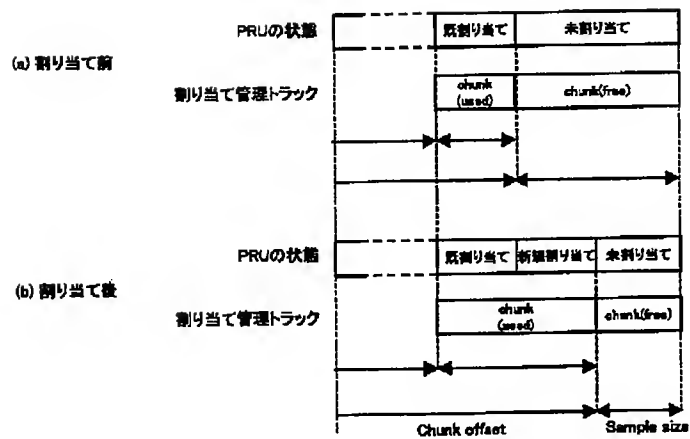 PRUの状態
既割り当て
未割り当て
(a) 割り当て前
割り当て管理トラック
chunk
(used)
chunk(free)
PRUの状態
既割り当て
新規割り当て
未割り当て
(b) 割り当て後
割り当て管理トラック
chunk
(used)
chunk(free)
Chunk offset
Sample size